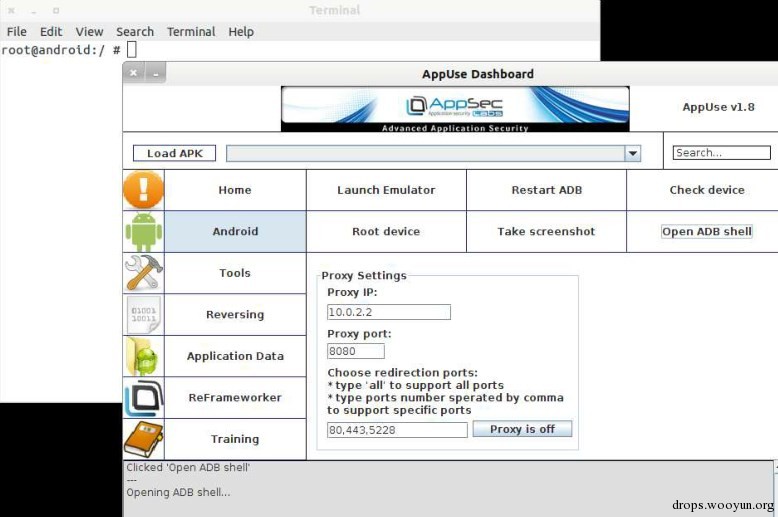 Terminal
File Edit View Search Terminal Help
root@android:/ #
AppUse Dashboard
AppSec
Application security LABS
Advanced Application Security
AppUse v1.8
Load APK
Search...
Home
Launch Emulator
Restart ADB
Check device
Android
Root device
Take screenshot
Open ADB shell
Tools
Reversing
Application Data
ReFrameworker
Training
01001
10011
Proxy Settings
Proxy IP:
10.0.2.2
Proxy port:
8080
Choose redirection ports:
* type 'all' to support all ports
* type ports number sperated by comma
to support specific ports
80,443,5228
Proxy is off
Clicked 'Open ADB shell'
---
Opening ADB shell...
drops.wooyun.org